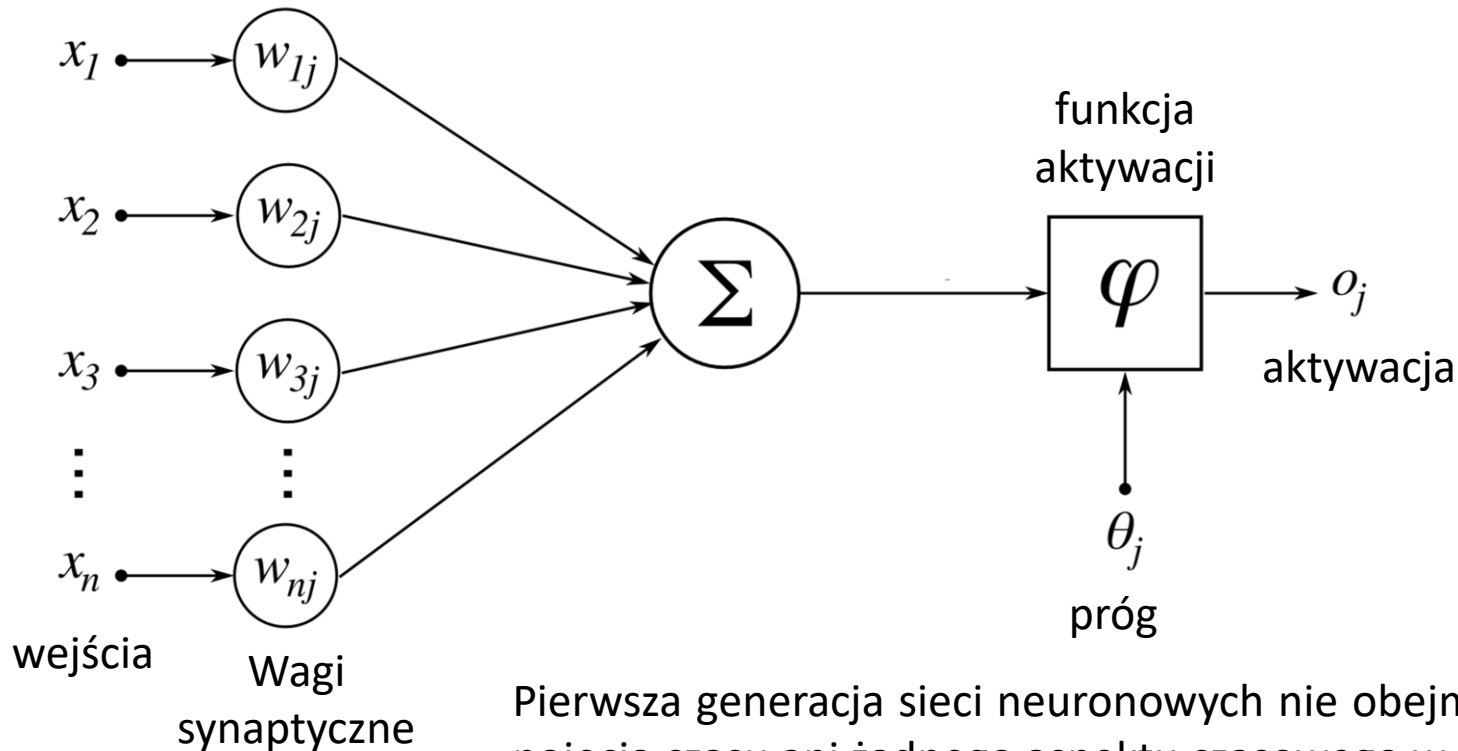 x₁ w₁ⱼ
funkcja
aktywacji
x₂ w₂ⱼ
Σ φ oⱼ
aktywacja
x₃ w₃ⱼ
⋮ ⋮
θⱼ
xₙ wₙⱼ
próg
wejścia
Wagi
synaptyczne
Pierwsza generacja sieci neuronowych nie